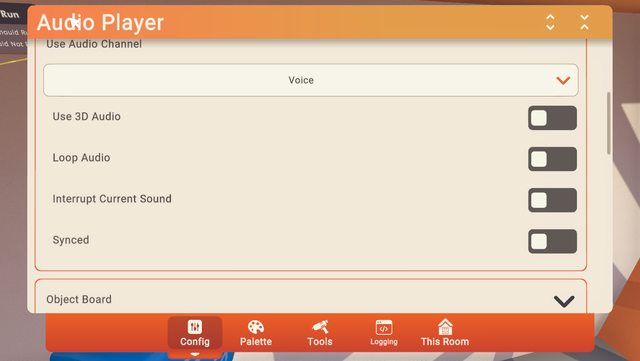 Run
Audio Player
hould Ru
uld Not
Use Audio Channel
Voice
Use 3D Audio
Loop Audio
Interrupt Current Sound
Synced
Object Board
Config
Palette
Tools
Logging
This Room